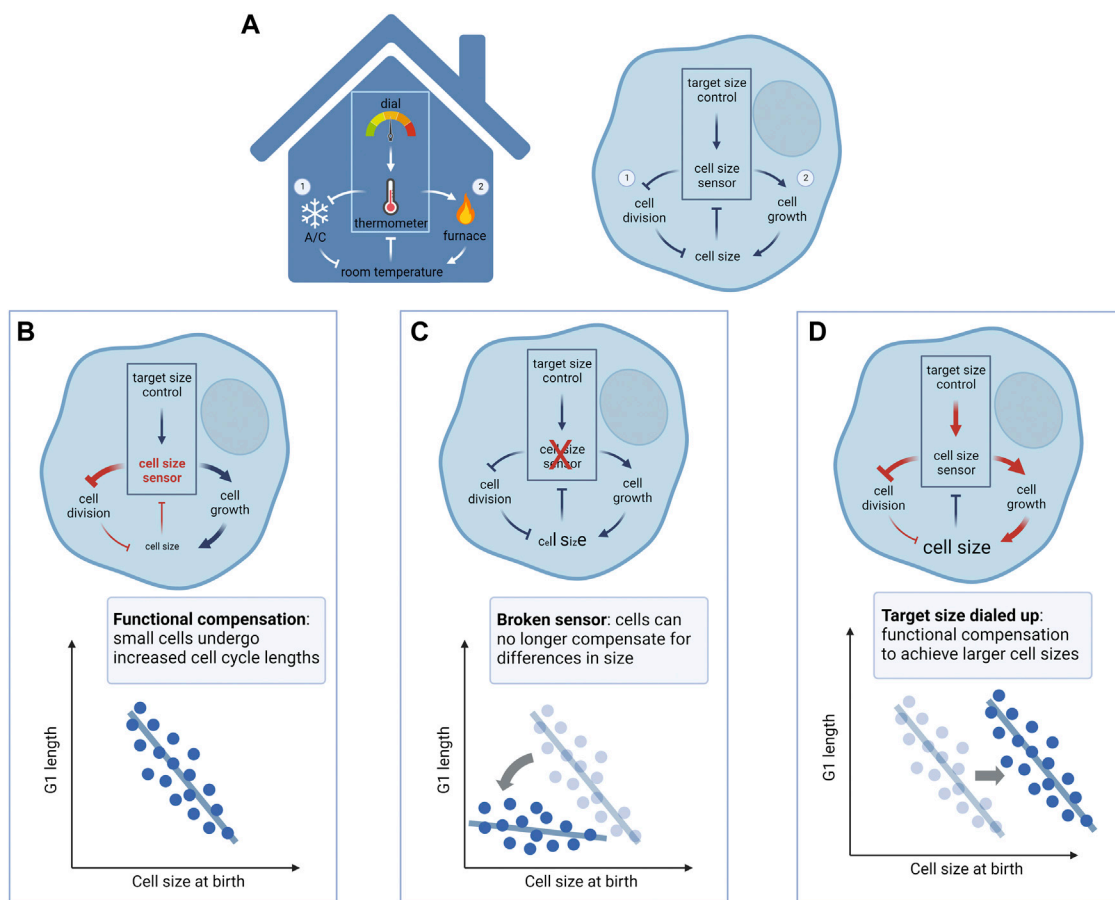 A
dial
1
2
A/C
thermometer
furnace
room temperature
target size
control
1
2
cell size
sensor
cell
division
cell
growth
cell size
B
target size
control
cell size
sensor
cell
division
cell
growth
cell size
Functional compensation:
small cells undergo
increased cell cycle lengths
G1 length
Cell size at birth
C
target size
control
cell size
sensor
X
cell
division
cell
growth
cell size
Broken sensor: cells can
no longer compensate for
differences in size
G1 length
Cell size at birth
D
target size
control
cell size
sensor
cell
division
cell
growth
cell size
Target size dialed up:
functional compensation
to achieve larger cell sizes
G1 length
Cell size at birth